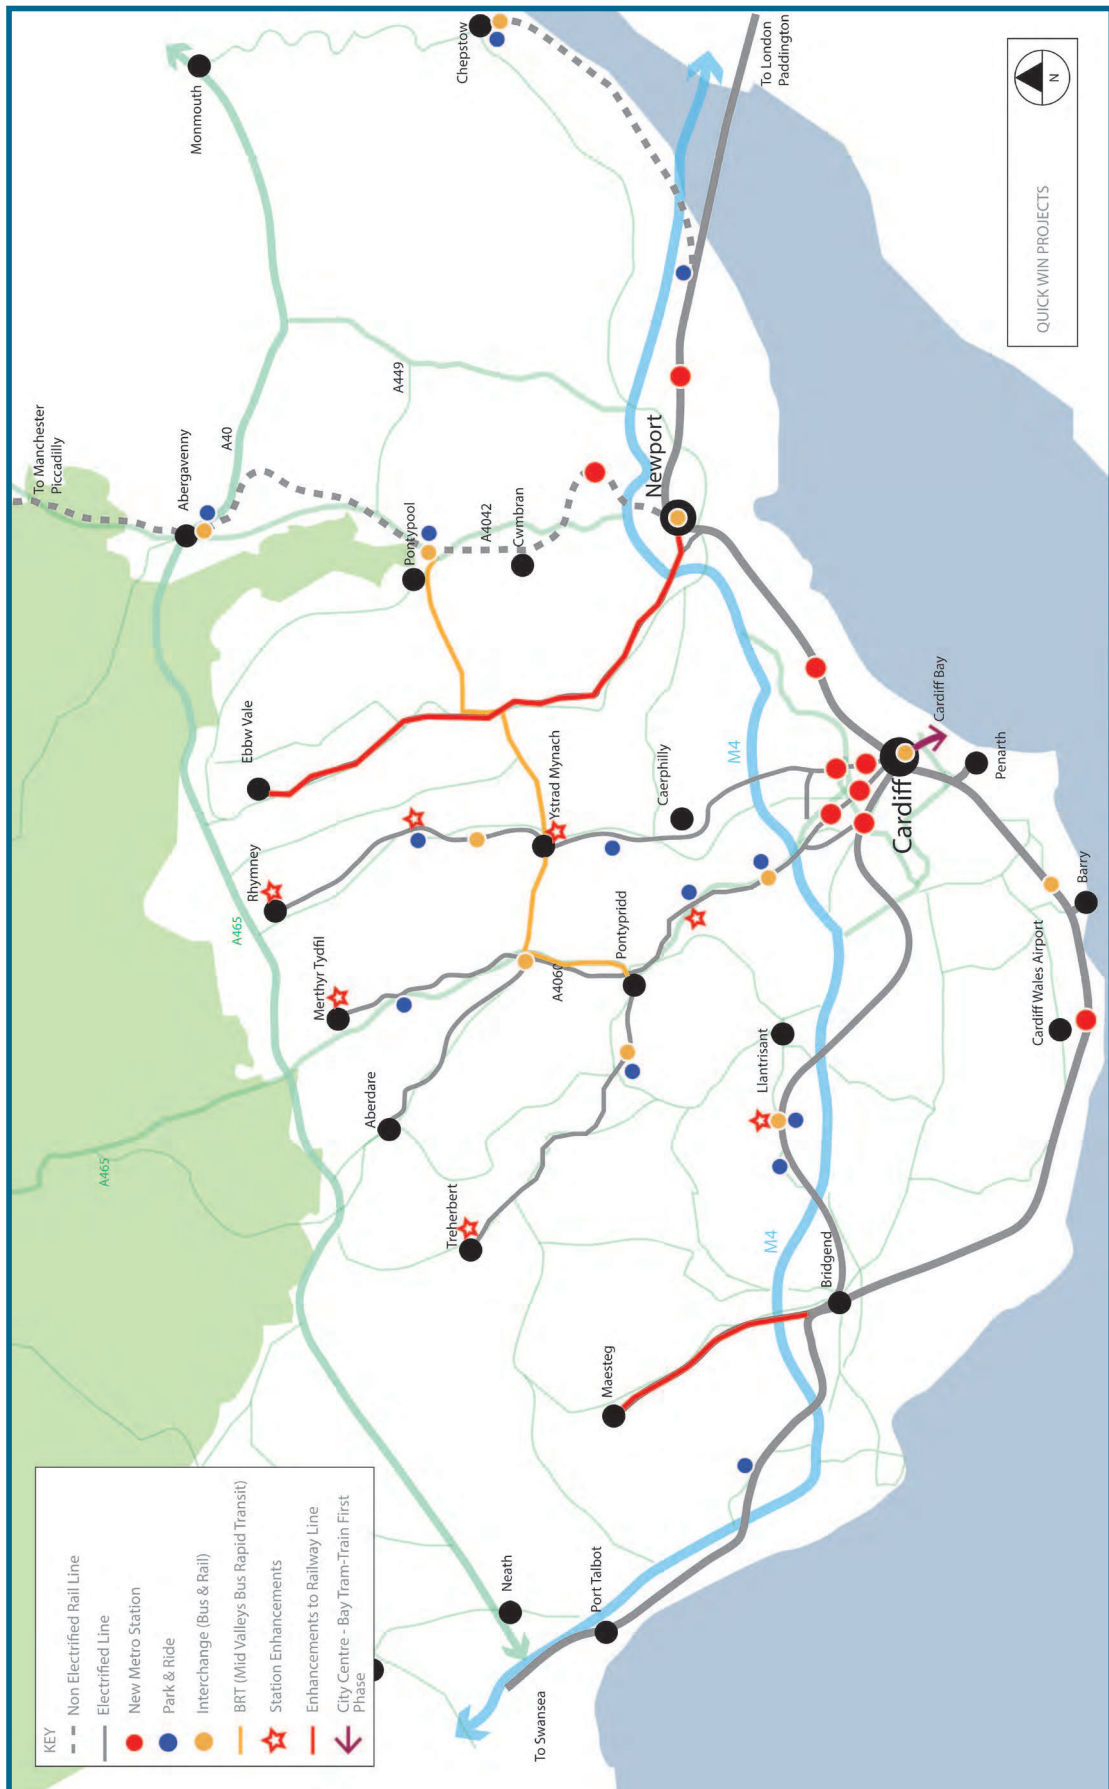 KEY
Non Electrified Rail Line
Electrified Line
New Metro Station
Park & Ride
Interchange (Bus & Rail)
BRT (Mid Valleys Bus Rapid Transit)
Station Enhancements
Enhancements to Railway Line
City Centre - Bay Tram-Train First
Phase
To Manchester
Piccadilly
Abergavenny
A40
Monmouth
A465
A465
Rhymney
Ebbw Vale
Merthyr Tydfil
Aberdare
Treherbert
Pontypool
A449
A4042
Cwmbran
Chepstow
Neath
Port Talbot
To Swansea
Maesteg
A4060
Ystrad Mynach
Pontypridd
Caerphilly
Newport
To London
Paddington
M4
M4
Llantrisant
Bridgend
Cardiff
Cardiff Bay
Penarth
Barry
Cardiff Wales Airport
QUICK WIN PROJECTS
N